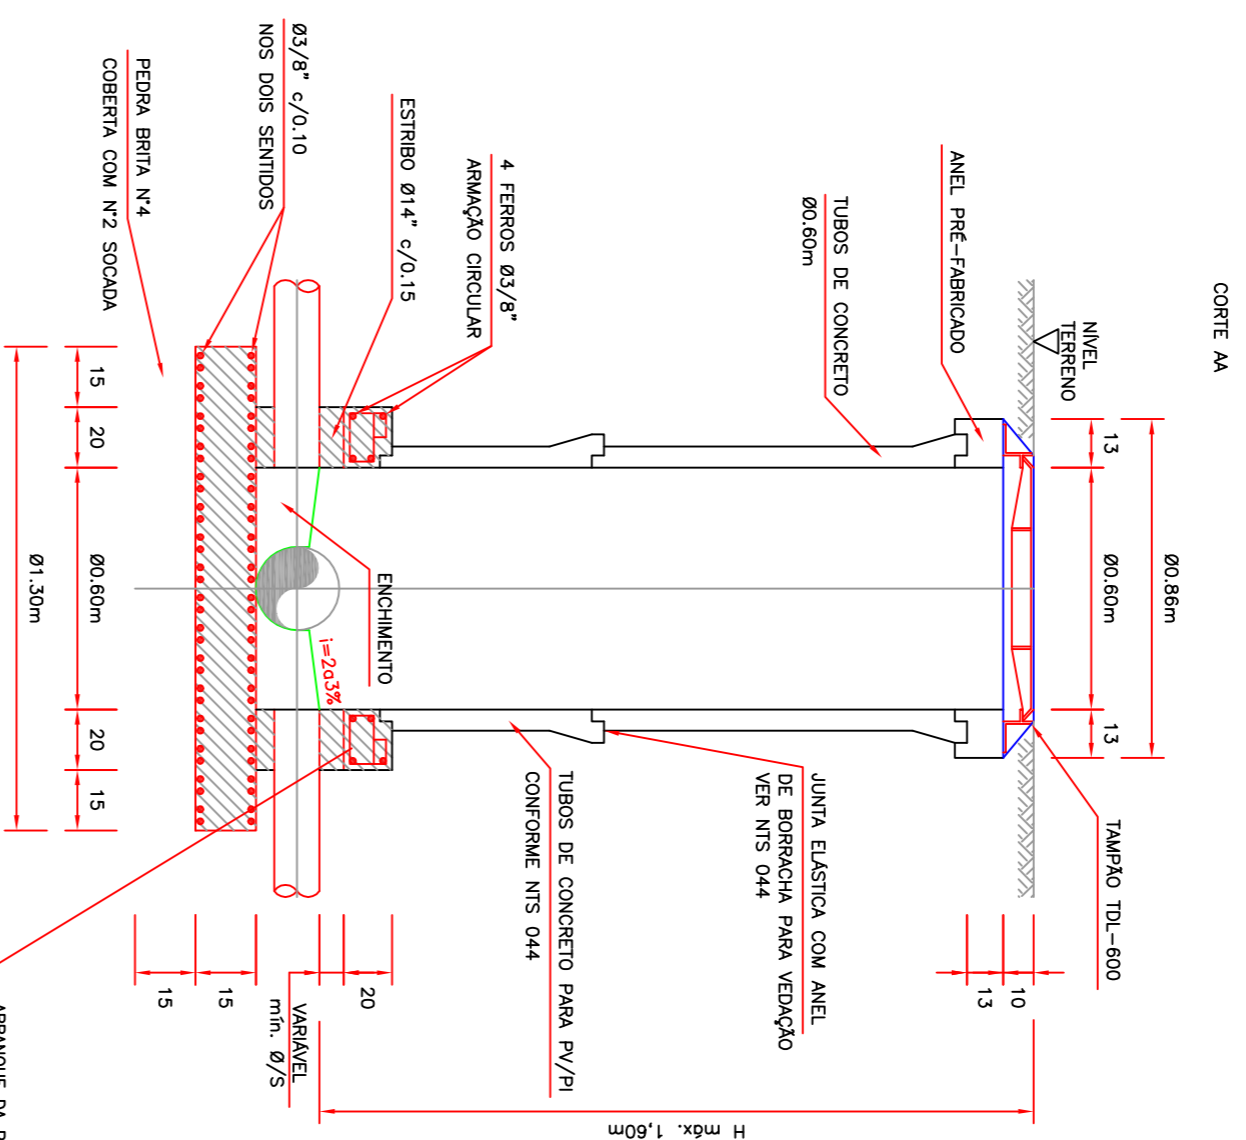 CORTE AA
Ø0.86m
13
Ø0.60m
13
NÍVEL
TERRENO
TAMPÃO TDL-600
10
13
ANEL PRÉ-FABRICADO
TUBOS DE CONCRETO
Ø0.60m
JUNTA ELÁSTICA COM ANEL
DE BORRACHA PARA VEDAÇÃO
VER NTS 044
TUBOS DE CONCRETO PARA PV/PI
CONFORME NTS 044
H máx. 1,60m
4 FERROS Ø3/8"
ARMAÇÃO CIRCULAR
ESTRIBO Ø14" c/0.15
ENCHIMENTO
i=2a3%
20
VARIÁVEL
mín. Ø/S
15
15
Ø3/8" c/0.10
NOS DOIS SENTIDOS
PEDRA BRITA N°4
COBERTA COM N°2 SOCADA
15
20
Ø0.60m
20
15
Ø1.30m
ARRANQUE DA